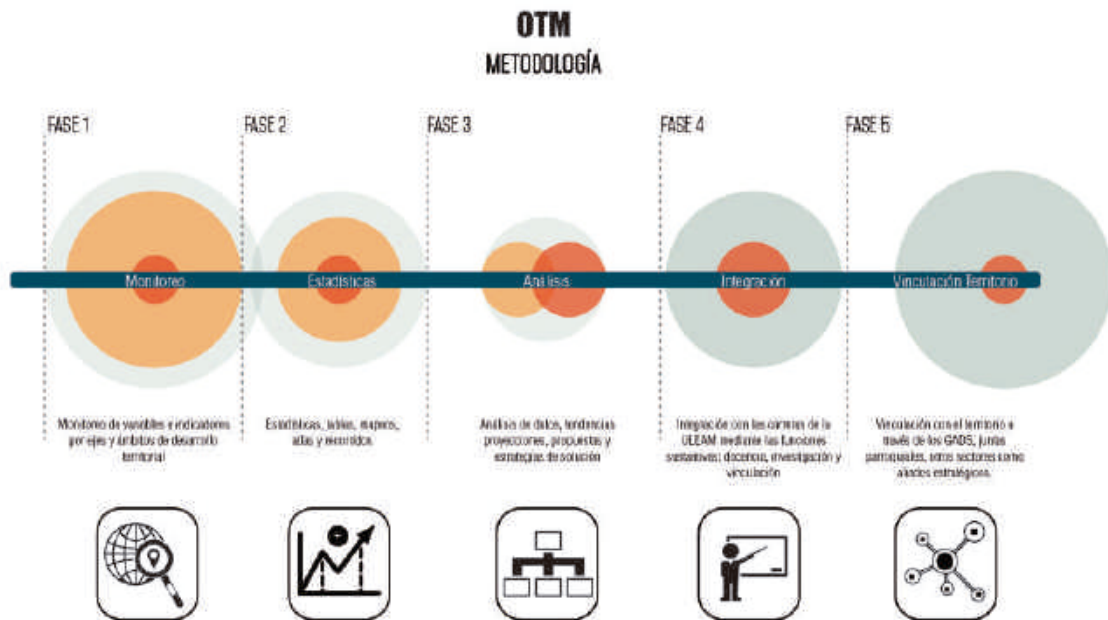 OTM
METODOLOGÍA
FASE 1
FASE 2
FASE 3
FASE 4
FASE 5
Monitoreo
Estadísticas
Análisis
Integración
Vinculación Territorio
Monitoreo de variables e indicadores
por ejes y ámbitos de desarrollo
territorial
Estadísticas, tablas, mapeos,
atlas y recorridos
Análisis de datos, tendencias
proyecciones, propuestas y
estrategias de solución
Integración con las carreras de la
ULEAM mediante las funciones
sustantivas: docencia, investigación y
vinculación
Vinculación con el territorio a
través de los GADS, juntas
parroquiales, otros sectores como
aliados estratégicos.